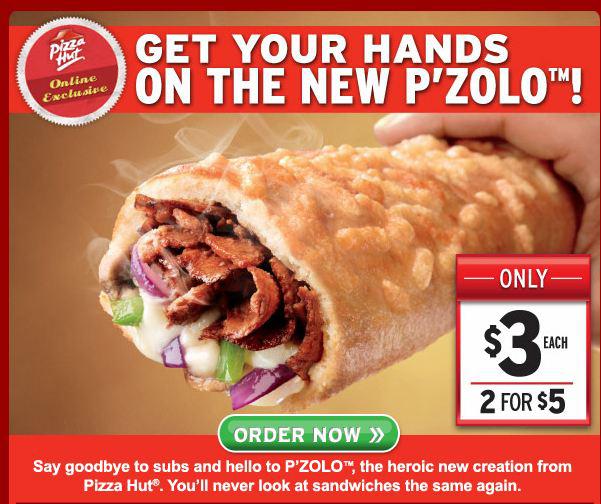 Pizza
Hut
Online
Exclusive
GET YOUR HANDS
ON THE NEW P'ZOLO™!
ONLY
$3 EACH
2 FOR $5
ORDER NOW »
Say goodbye to subs and hello to P'ZOLO™, the heroic new creation from
Pizza Hut®. You'll never look at sandwiches the same again.